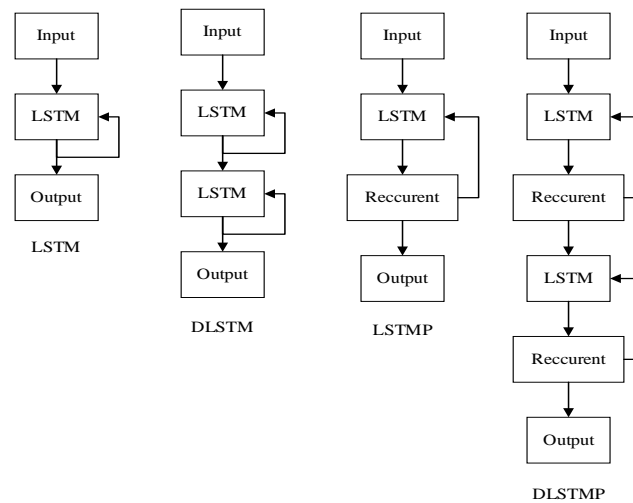 Input
LSTM
Output
LSTM
Input
LSTM
LSTM
Output
DLSTM
Input
LSTM
Reccurent
Output
LSTMP
Input
LSTM
Reccurent
LSTM
Reccurent
Output
DLSTMP